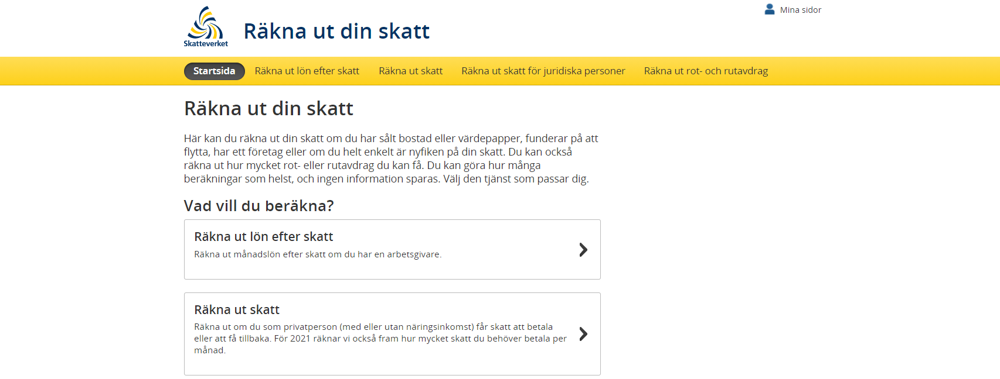 Mina sidor
Skatteverket
Räkna ut din skatt
Startsida
Räkna ut lön efter skatt
Räkna ut skatt
Räkna ut skatt för juridiska personer
Räkna ut rot- och rutavdrag
Räkna ut din skatt
Här kan du räkna ut din skatt om du har sålt bostad eller värdepapper, funderar på att
flytta, har ett företag eller om du helt enkelt är nyfiken på din skatt. Du kan också
räkna ut hur mycket rot- eller rutavdrag du kan få. Du kan göra hur många
beräkningar som helst, och ingen information sparas. Välj den tjänst som passar dig.
Vad vill du beräkna?
Räkna ut lön efter skatt
Räkna ut månadslön efter skatt om du har en arbetsgivare.
Räkna ut skatt
Räkna ut om du som privatperson (med eller utan näringsinkomst) får skatt att betala
eller att få tillbaka. För 2021 räknar vi också fram hur mycket skatt du behöver betala per
månad.